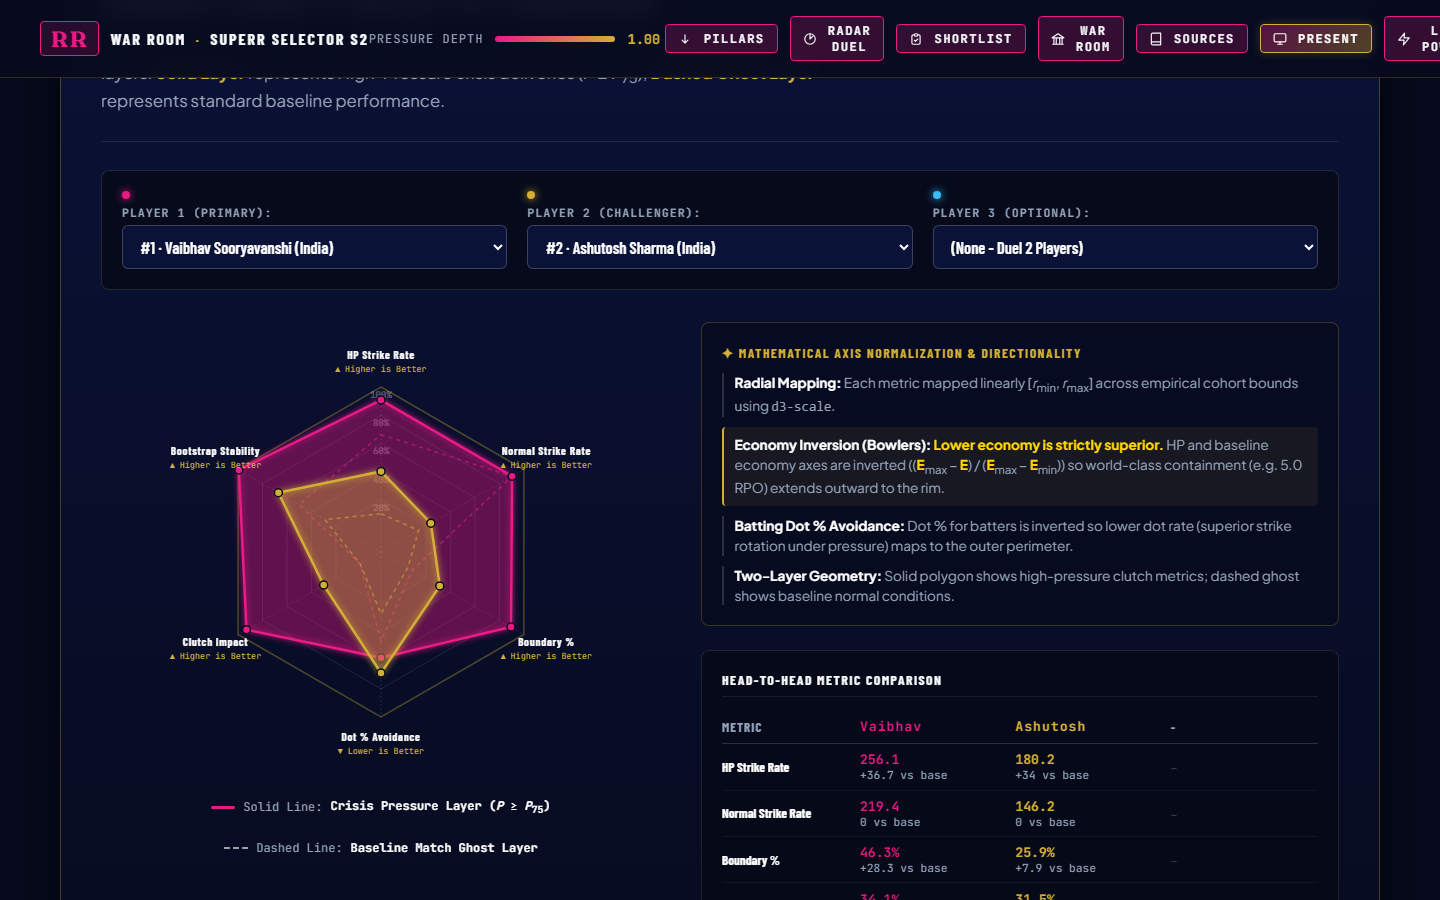 RR
WAR ROOM · SUPERR SELECTOR S2
PRESSURE DEPTH
1.00
PILLARS
RADAR
DUEL
SHORTLIST
WAR
ROOM
SOURCES
PRESENT
represents standard baseline performance.
PLAYER 1 (PRIMARY):
PLAYER 2 (CHALLENGER):
PLAYER 3 (OPTIONAL):
#1 · Vaibhav Sooryavanshi (India)
#2 · Ashutosh Sharma (India)
(None - Duel 2 Players)
HP Strike Rate
▲ Higher is Better
100%
80%
60%
40%
20%
Bootstrap Stability
▲ Higher is Better
Normal Strike Rate
▲ Higher is Better
Clutch Impact
▲ Higher is Better
Boundary %
▲ Higher is Better
Dot % Avoidance
▼ Lower is Better
Solid Line: Crisis Pressure Layer (P ≥ P75)
Dashed Line: Baseline Match Ghost Layer
✦ MATHEMATICAL AXIS NORMALIZATION & DIRECTIONALITY
Radial Mapping: Each metric mapped linearly [rmin, rmax] across empirical cohort bounds
using d3-scale.
Economy Inversion (Bowlers): Lower economy is strictly superior. HP and baseline
economy axes are inverted ((Emax − E) / (Emax − Emin)) so world-class containment (e.g. 5.0
RPO) extends outward to the rim.
Batting Dot % Avoidance: Dot % for batters is inverted so lower dot rate (superior strike
rotation under pressure) maps to the outer perimeter.
Two-Layer Geometry: Solid polygon shows high-pressure clutch metrics; dashed ghost
shows baseline normal conditions.
HEAD-TO-HEAD METRIC COMPARISON
METRIC Vaibhav Ashutosh -
HP Strike Rate 256.1 180.2 –
+36.7 vs base +34 vs base
Normal Strike Rate 219.4 146.2 –
0 vs base 0 vs base
Boundary % 46.3% 25.9% –
+28.3 vs base +7.9 vs base
34.1% 31.5%